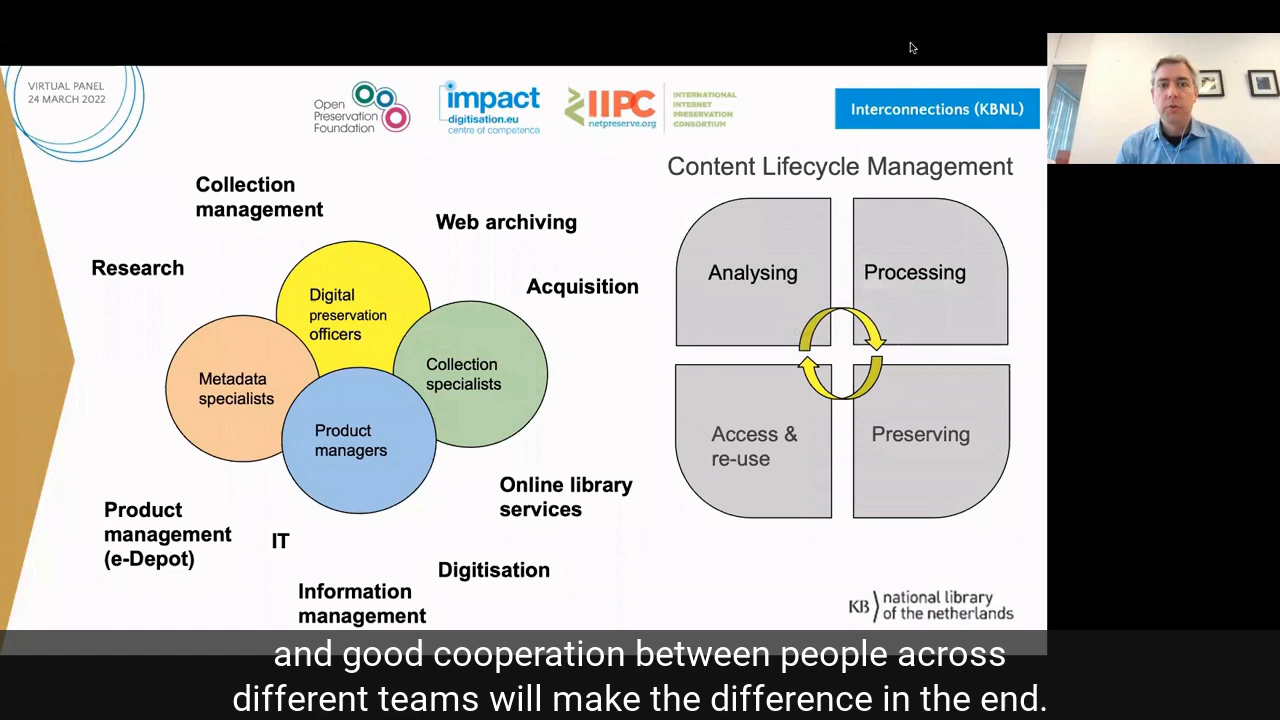 VIRTUAL PANEL
24 MARCH 2022
Open
Preservation
Foundation
impact
digitisation.eu
centre of competence
IIPC
netpreserve.org
INTERNATIONAL
INTERNET
PRESERVATION
CONSORTIUM
Interconnections (KBNL)
Content Lifecycle Management
Collection
management
Web archiving
Research
Acquisition
Digital
preservation
officers
Collection
specialists
Metadata
specialists
Product
managers
Product
management
(e-Depot)
IT
Information
management
Digitisation
Online library
services
Analysing
Processing
Access &
re-use
Preserving
KB
national library
of the netherlands
and good cooperation between people across
different teams will make the difference in the end.